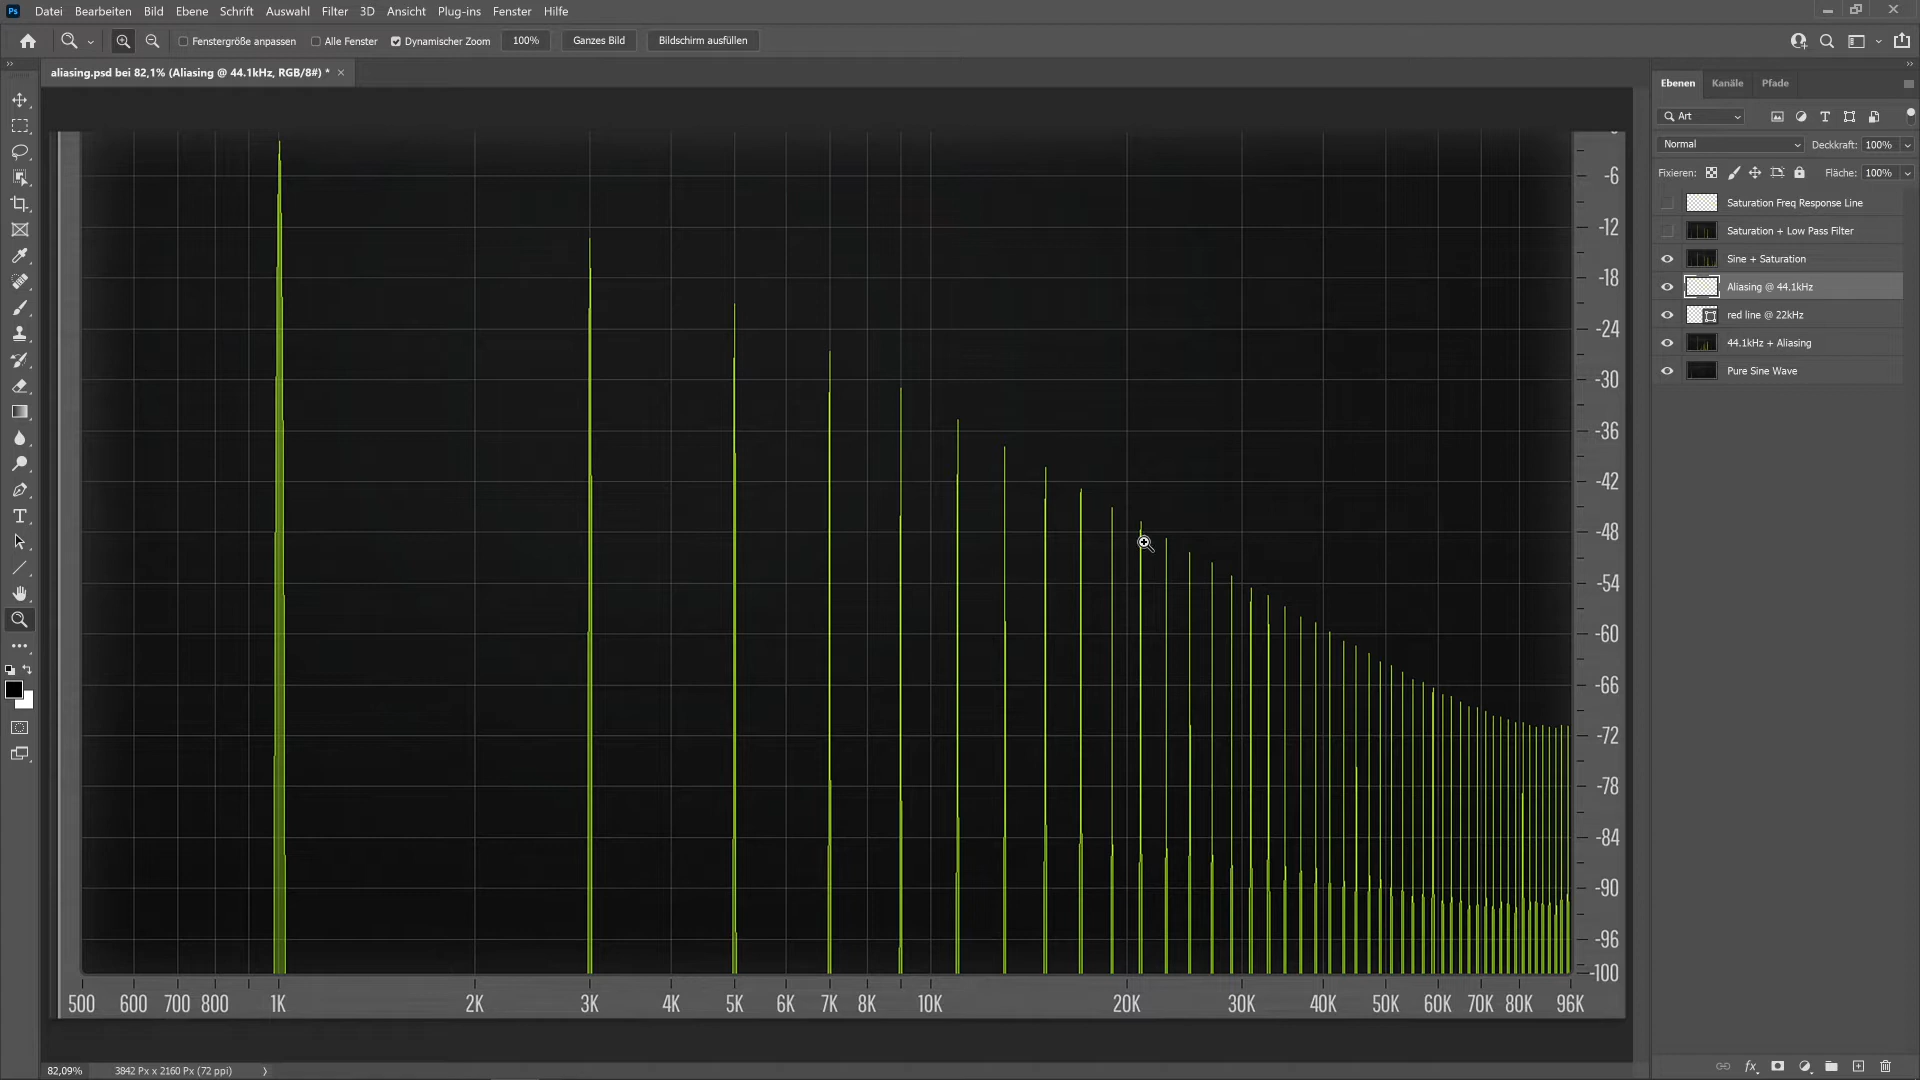 Ps Datei Bearbeiten Bild Ebene Schrift Auswahl Filter 3D Ansicht Plug-ins Fenster Hilfe
Fenstergröße anpassen Alle Fenster Dynamischer Zoom 100% Ganzes Bild Bildschirm ausfüllen
aliasing.psd bei 82,1% (Aliasing @ 44.1kHz, RGB/8#) *
Ebenen Kanäle Pfade
Art
Normal Deckkraft: 100%
Fixieren: Fläche: 100%
Saturation Freq Response Line
Saturation + Low Pass Filter
Sine + Saturation
Aliasing @ 44.1kHz
red line @ 22kHz
44.1kHz + Aliasing
Pure Sine Wave
-6
-12
-18
-24
-30
-36
-42
-48
-54
-60
-66
-72
-78
-84
-90
-96
-100
500 600 700 800 1K 2K 3K 4K 5K 6K 7K 8K 10K 20K 30K 40K 50K 60K 70K 80K 96K
82,09% 3842 Px x 2160 Px (72 ppi)